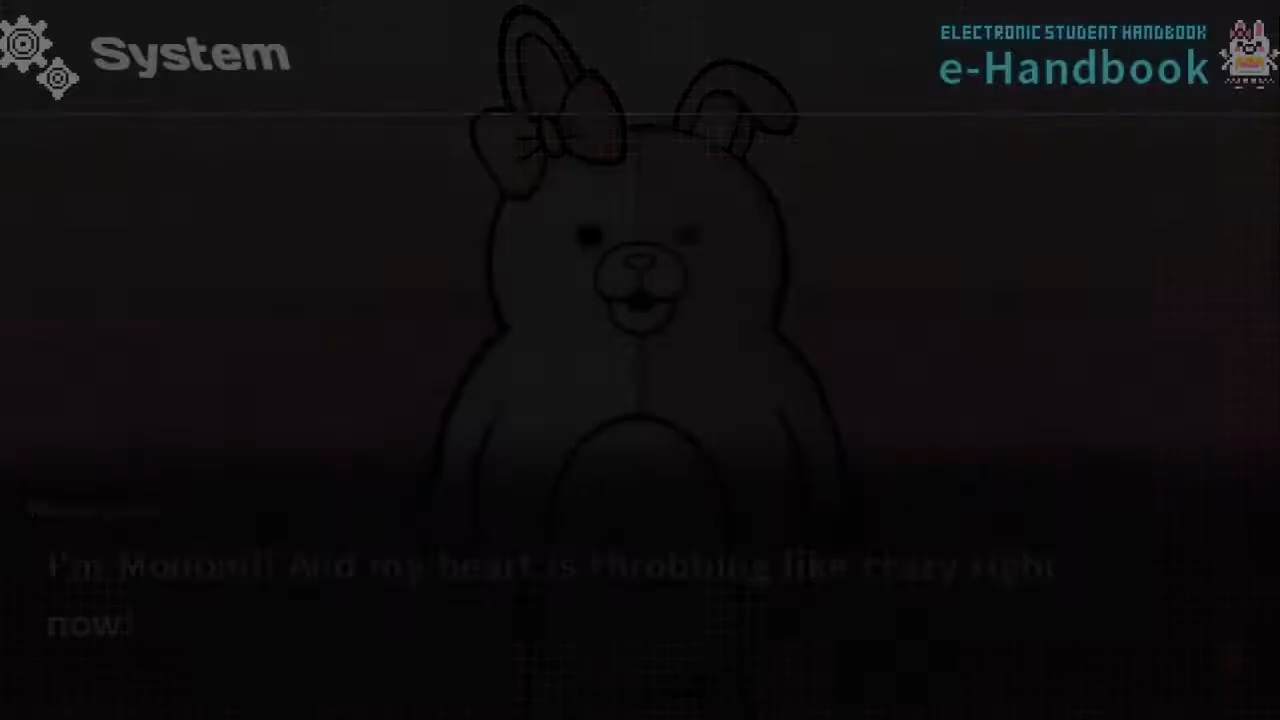 System
ELECTRONIC STUDENT HANDBOOK
e-Handbook
I'm Monomi! And my heart is throbbing like crazy right
now!